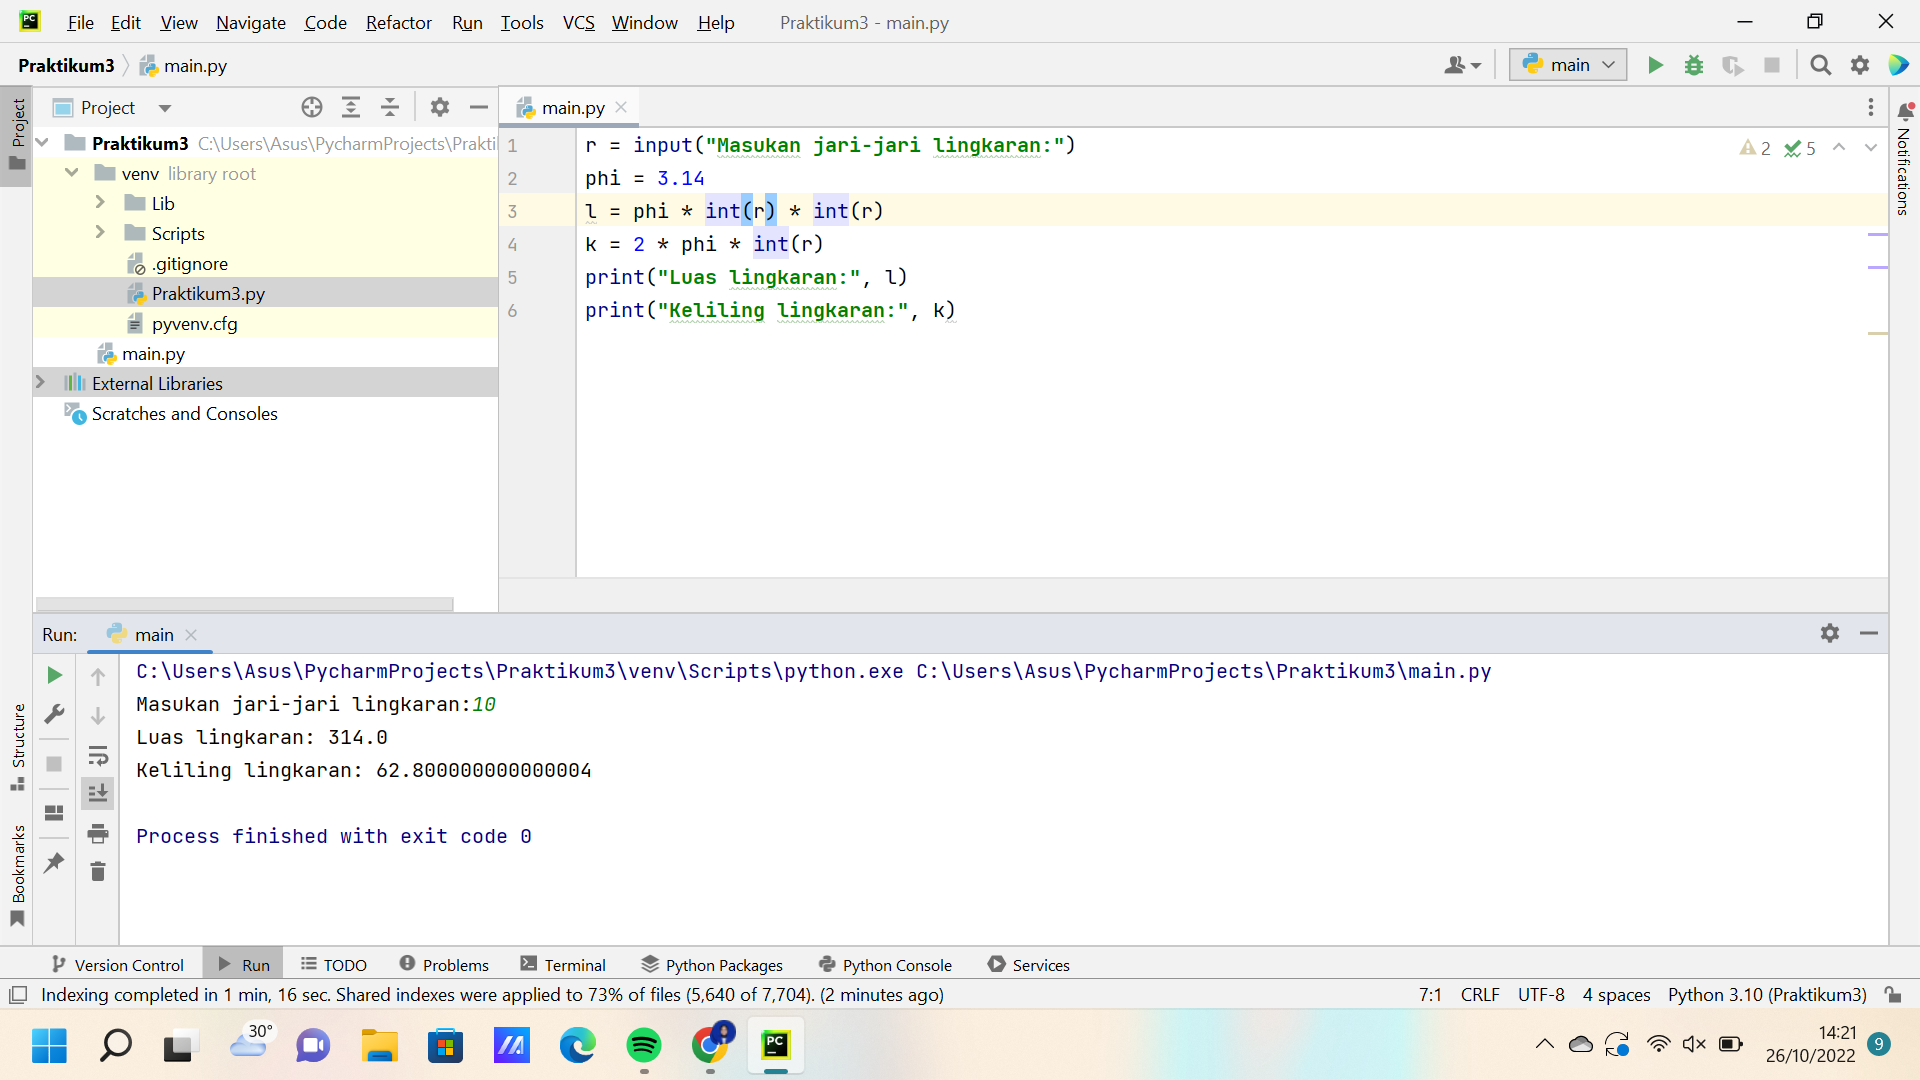 PC File Edit View Navigate Code Refactor Run Tools VCS Window Help Praktikum3 - main.py
Praktikum3 main.py main
Project
Project
main.py
Notifications
Praktikum3 C:\Users\Asus\PycharmProjects\Prakti
venv library root
Lib
Scripts
.gitignore
Praktikum3.py
pyvenv.cfg
main.py
External Libraries
Scratches and Consoles
1 r = input("Masukan jari-jari lingkaran:")
2 phi = 3.14
3 l = phi * int(r) * int(r)
4 k = 2 * phi * int(r)
5 print("Luas lingkaran:", l)
6 print("Keliling lingkaran:", k)
2 5
Run: main
C:\Users\Asus\PycharmProjects\Praktikum3\venv\Scripts\python.exe C:\Users\Asus\PycharmProjects\Praktikum3\main.py
Masukan jari-jari lingkaran:10
Luas lingkaran: 314.0
Keliling lingkaran: 62.800000000000004
Process finished with exit code 0
Structure
Bookmarks
Version Control Run TODO Problems Terminal Python Packages Python Console Services
Indexing completed in 1 min, 16 sec. Shared indexes were applied to 73% of files (5,640 of 7,704). (2 minutes ago) 7:1 CRLF UTF-8 4 spaces Python 3.10 (Praktikum3)
30°
PC
14:21
26/10/2022
9